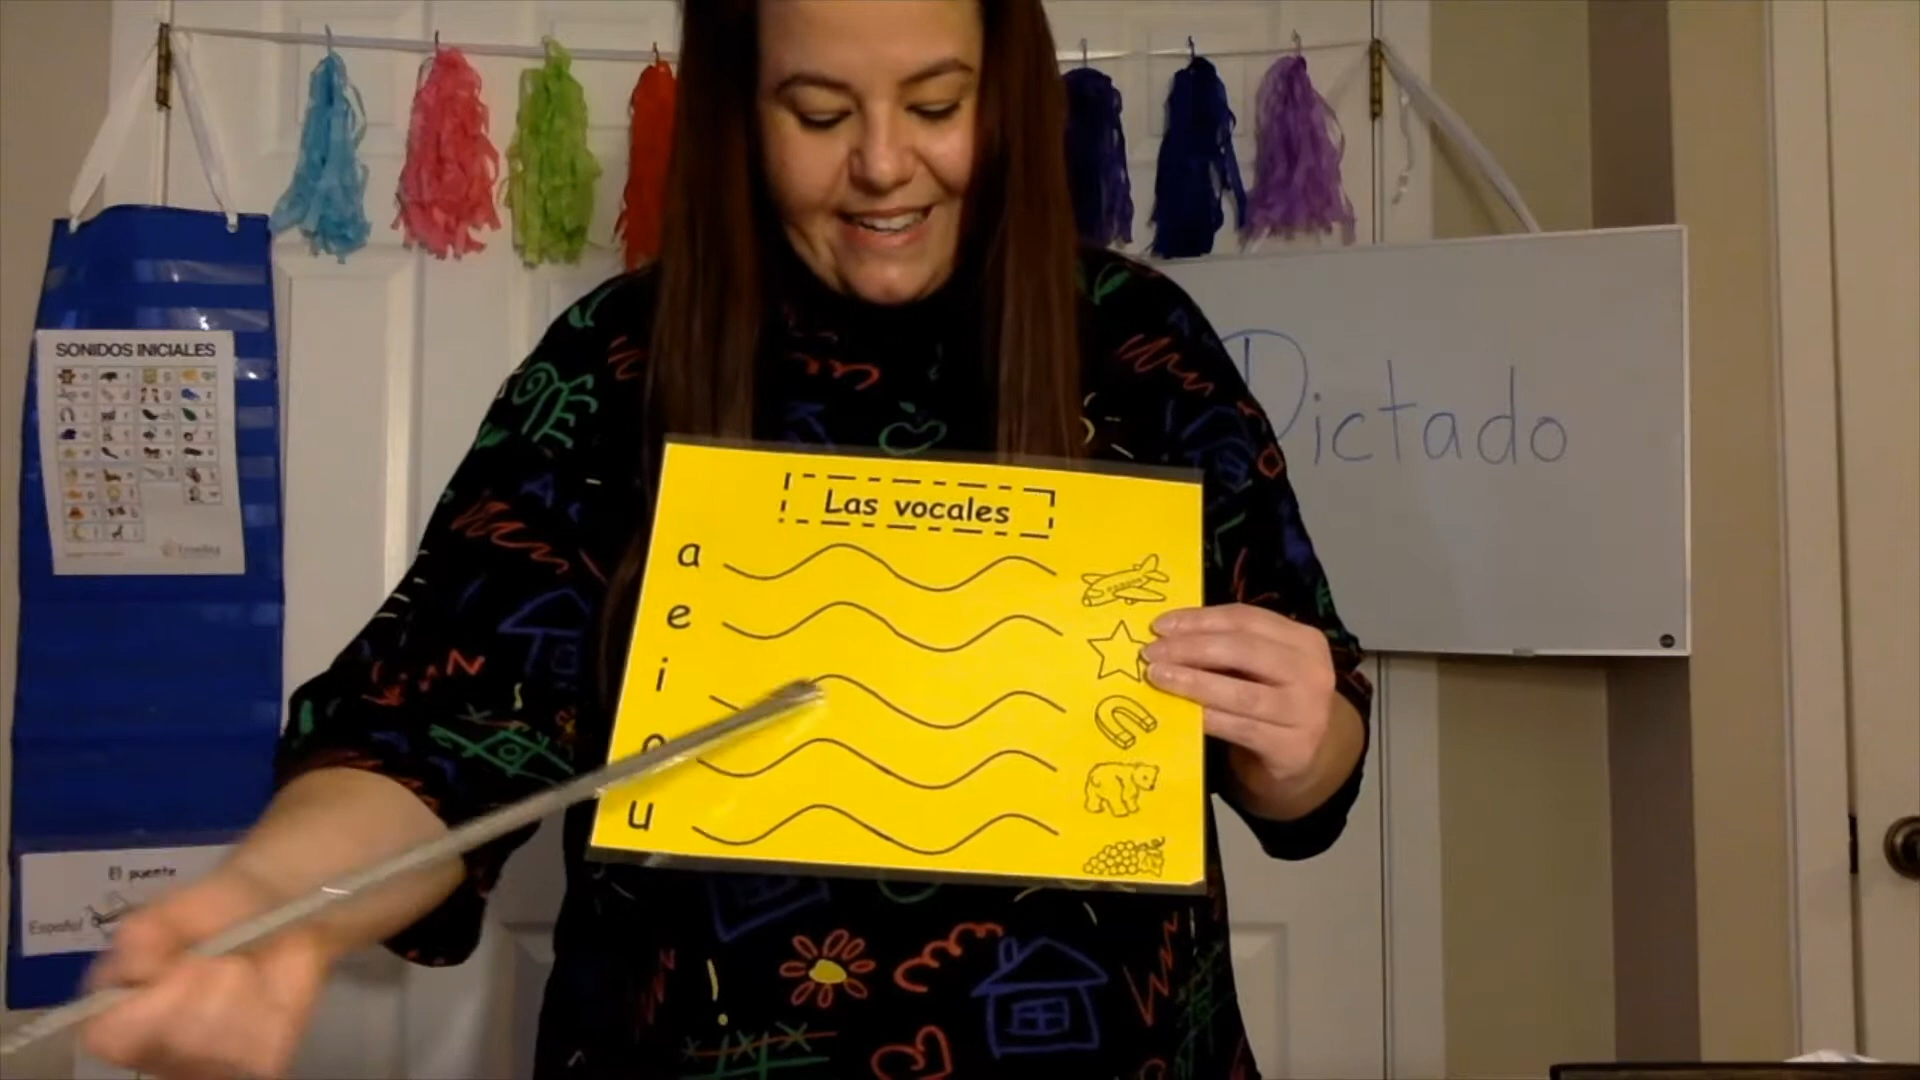 SONIDOS INICIALES
El puente
Español
Las vocales
a
e
i
o
u
Dictado